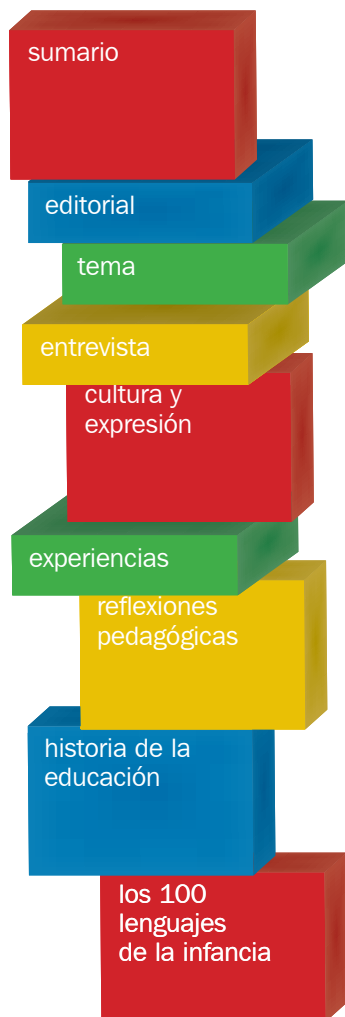 sumario
editorial
tema
entrevista
cultura y
expresión
experiencias
reflexiones
pedagógicas
historia de la
educación
los 100
lenguajes
de la infancia